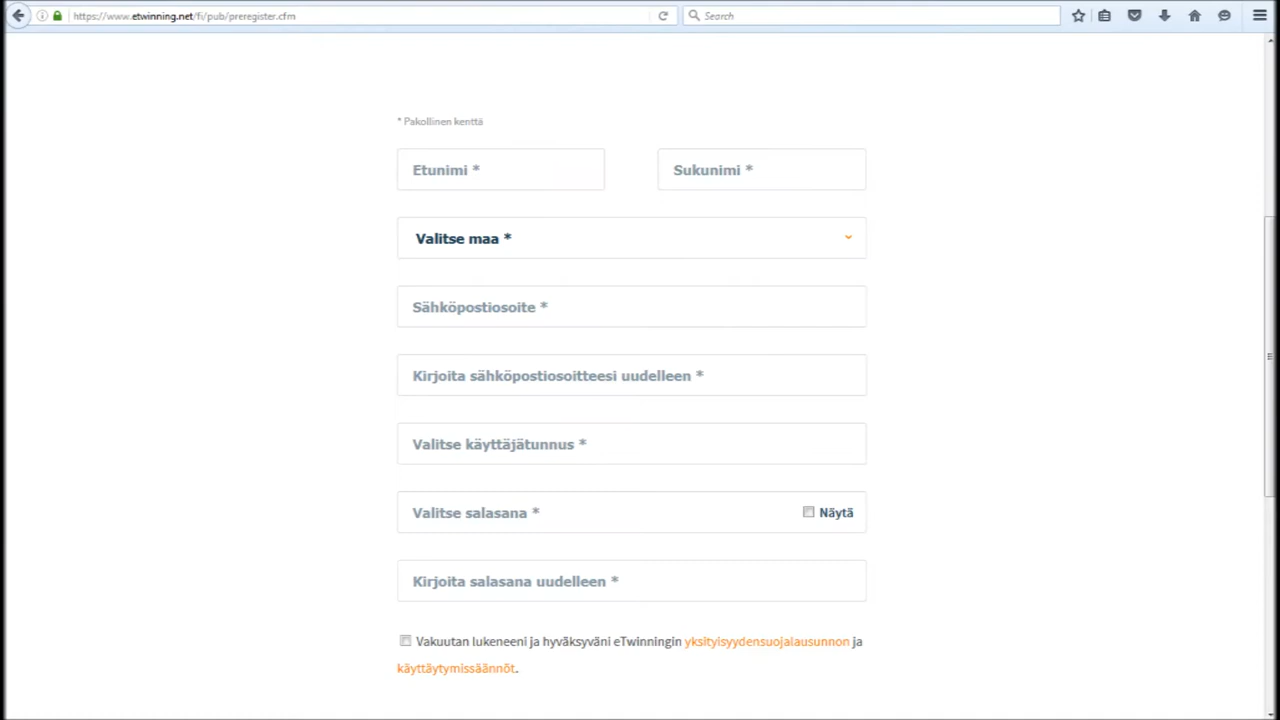 https://www.etwinning.net/fi/pub/preregister.cfm
Search
* Pakollinen kenttä
Etunimi *
Sukunimi *
Valitse maa *
Sähköpostiosoite *
Kirjoita sähköpostiosoitteesi uudelleen *
Valitse käyttäjätunnus *
Valitse salasana *
Näytä
Kirjoita salasana uudelleen *
Vakuutan lukeneeni ja hyväksyväni eTwinningin yksityisyydensuojalausunnon ja
käyttäytymissäännöt.